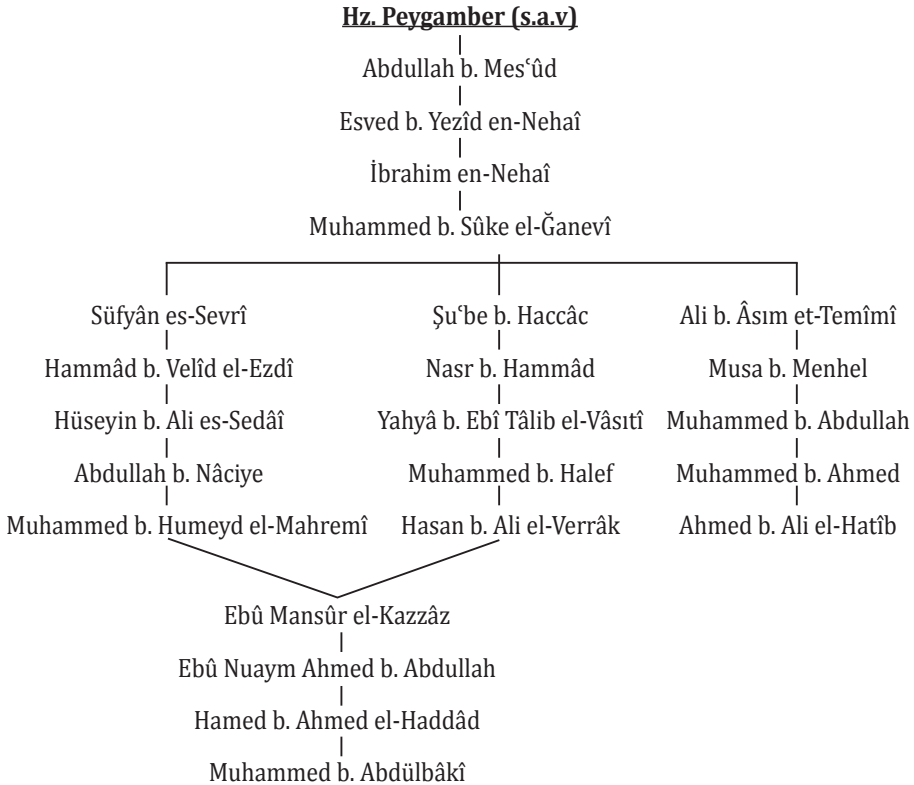 Hz. Peygamber (s.a.v)
Abdullah b. Mesʿûd
Esved b. Yezîd en-Nehaî
İbrahim en-Nehaî
Muhammed b. Sûke el-Ğanevî
Süfyân es-Sevrî Şuʿbe b. Haccâc Ali b. Âsım et-Temîmî
Hammâd b. Velîd el-Ezdî Nasr b. Hammâd Musa b. Menhel
Hüseyin b. Ali es-Sedâî Yahyâ b. Ebî Tâlib el-Vâsıtî Muhammed b. Abdullah
Abdullah b. Nâciye Muhammed b. Halef Muhammed b. Ahmed
Muhammed b. Humeyd el-Mahremî Hasan b. Ali el-Verrâk Ahmed b. Ali el-Hatîb
Ebû Mansûr el-Kazzâz
Ebû Nuaym Ahmed b. Abdullah
Hamed b. Ahmed el-Haddâd
Muhammed b. Abdülbâkî